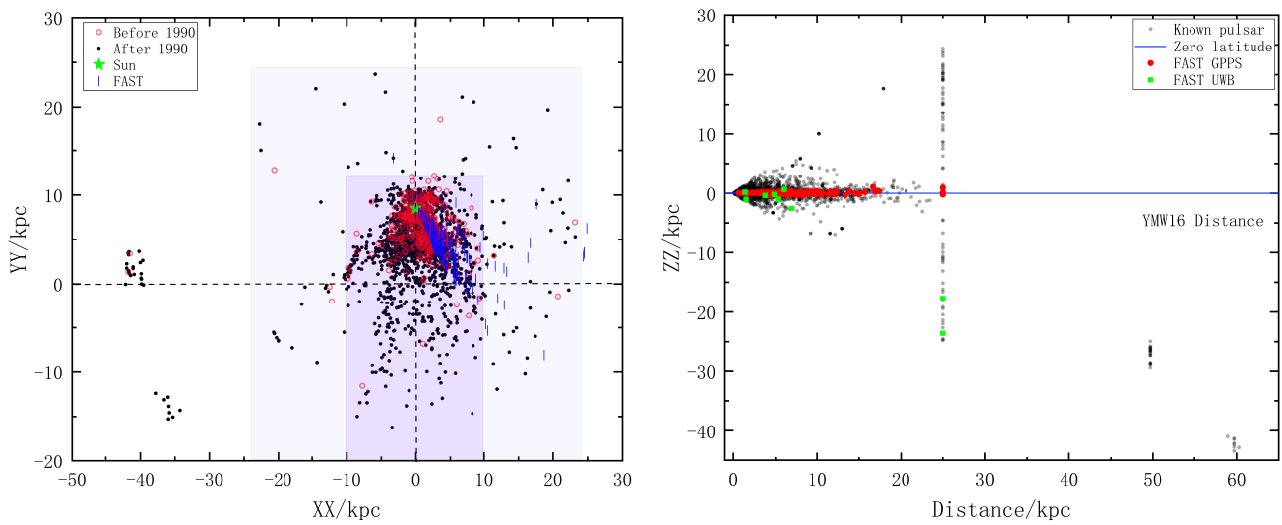 Before 1990
After 1990
Sun
FAST
30
20
10
0
-10
-20
YY/kpc
-50
-40
-30
-20
-10
0
10
20
30
XX/kpc
Known pulsar
Zero latitude
FAST GPPS
FAST UWB
YMW16 Distance
30
20
10
0
-10
-20
-30
-40
ZZ/kpc
0
10
20
30
40
50
60
Distance/kpc